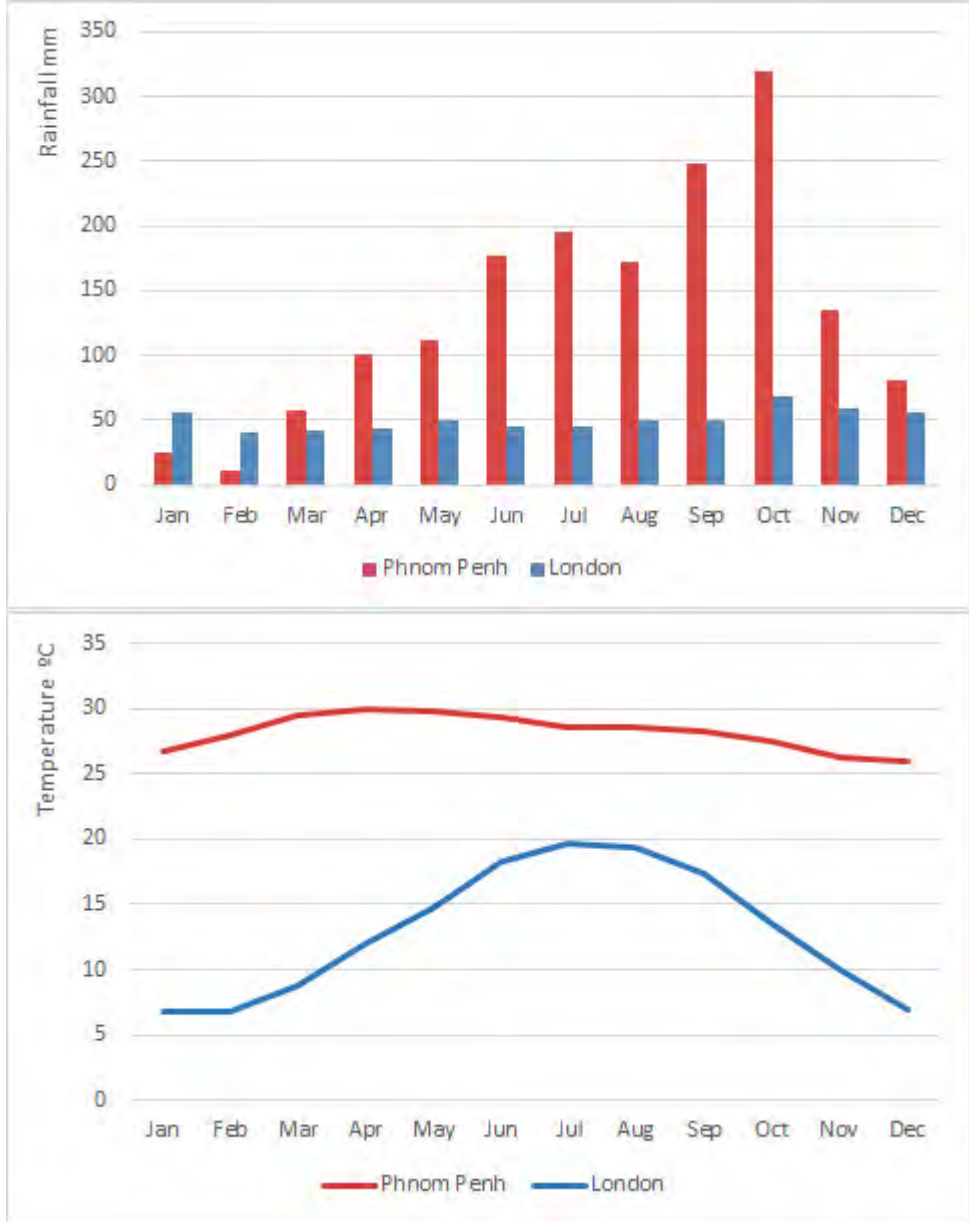 Rainfall mm
350
300
250
200
150
100
50
0
Jan Feb Mar Apr May Jun Jul Aug Sep Oct Nov Dec
Phnom Penh London
Temperature ºC
35
30
25
20
15
10
5
0
Jan Feb Mar Apr May Jun Jul Aug Sep Oct Nov Dec
Phnom Penh London